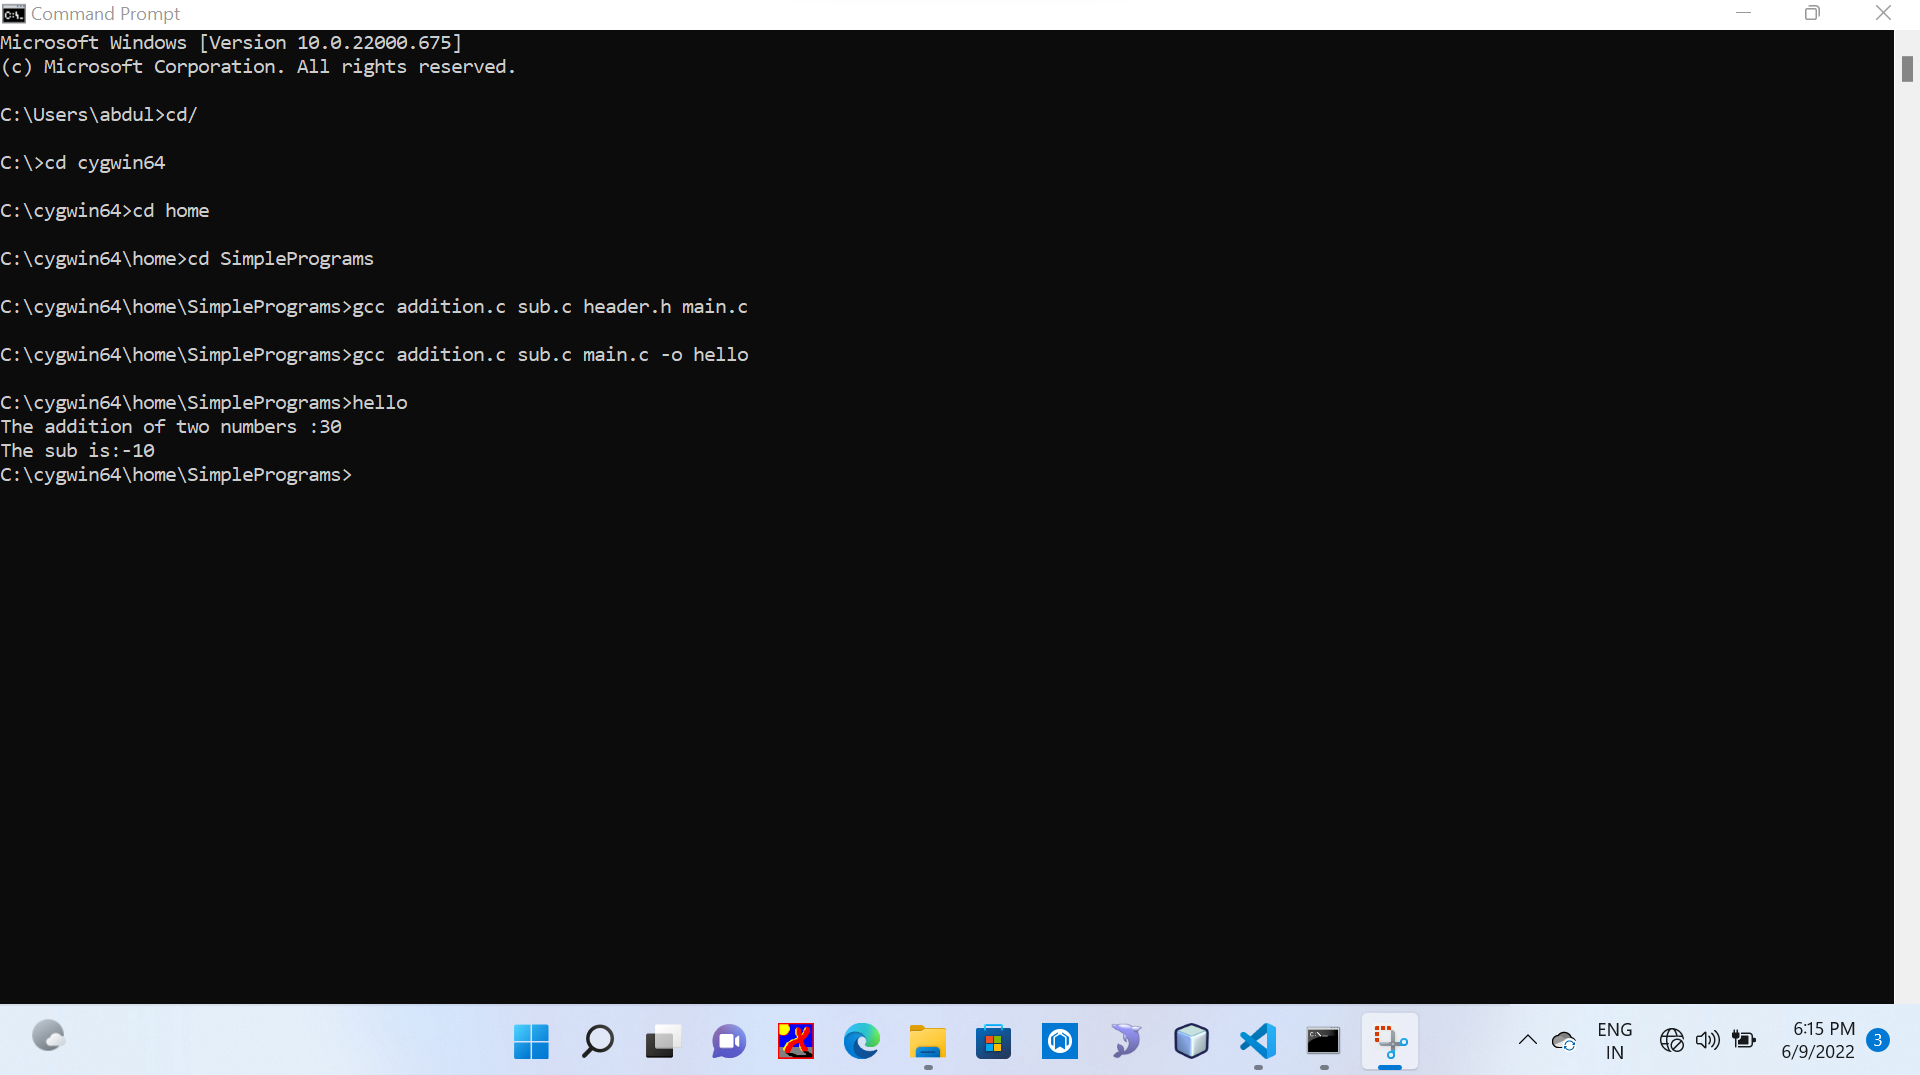 Command Prompt
Microsoft Windows [Version 10.0.22000.675]
(c) Microsoft Corporation. All rights reserved.
C:\Users\abdul>cd/
C:\>cd cygwin64
C:\cygwin64>cd home
C:\cygwin64\home>cd SimplePrograms
C:\cygwin64\home\SimplePrograms>gcc addition.c sub.c header.h main.c
C:\cygwin64\home\SimplePrograms>gcc addition.c sub.c main.c -o hello
C:\cygwin64\home\SimplePrograms>hello
The addition of two numbers :30
The sub is:-10
C:\cygwin64\home\SimplePrograms>
ENG
IN
6:15 PM
6/9/2022
3